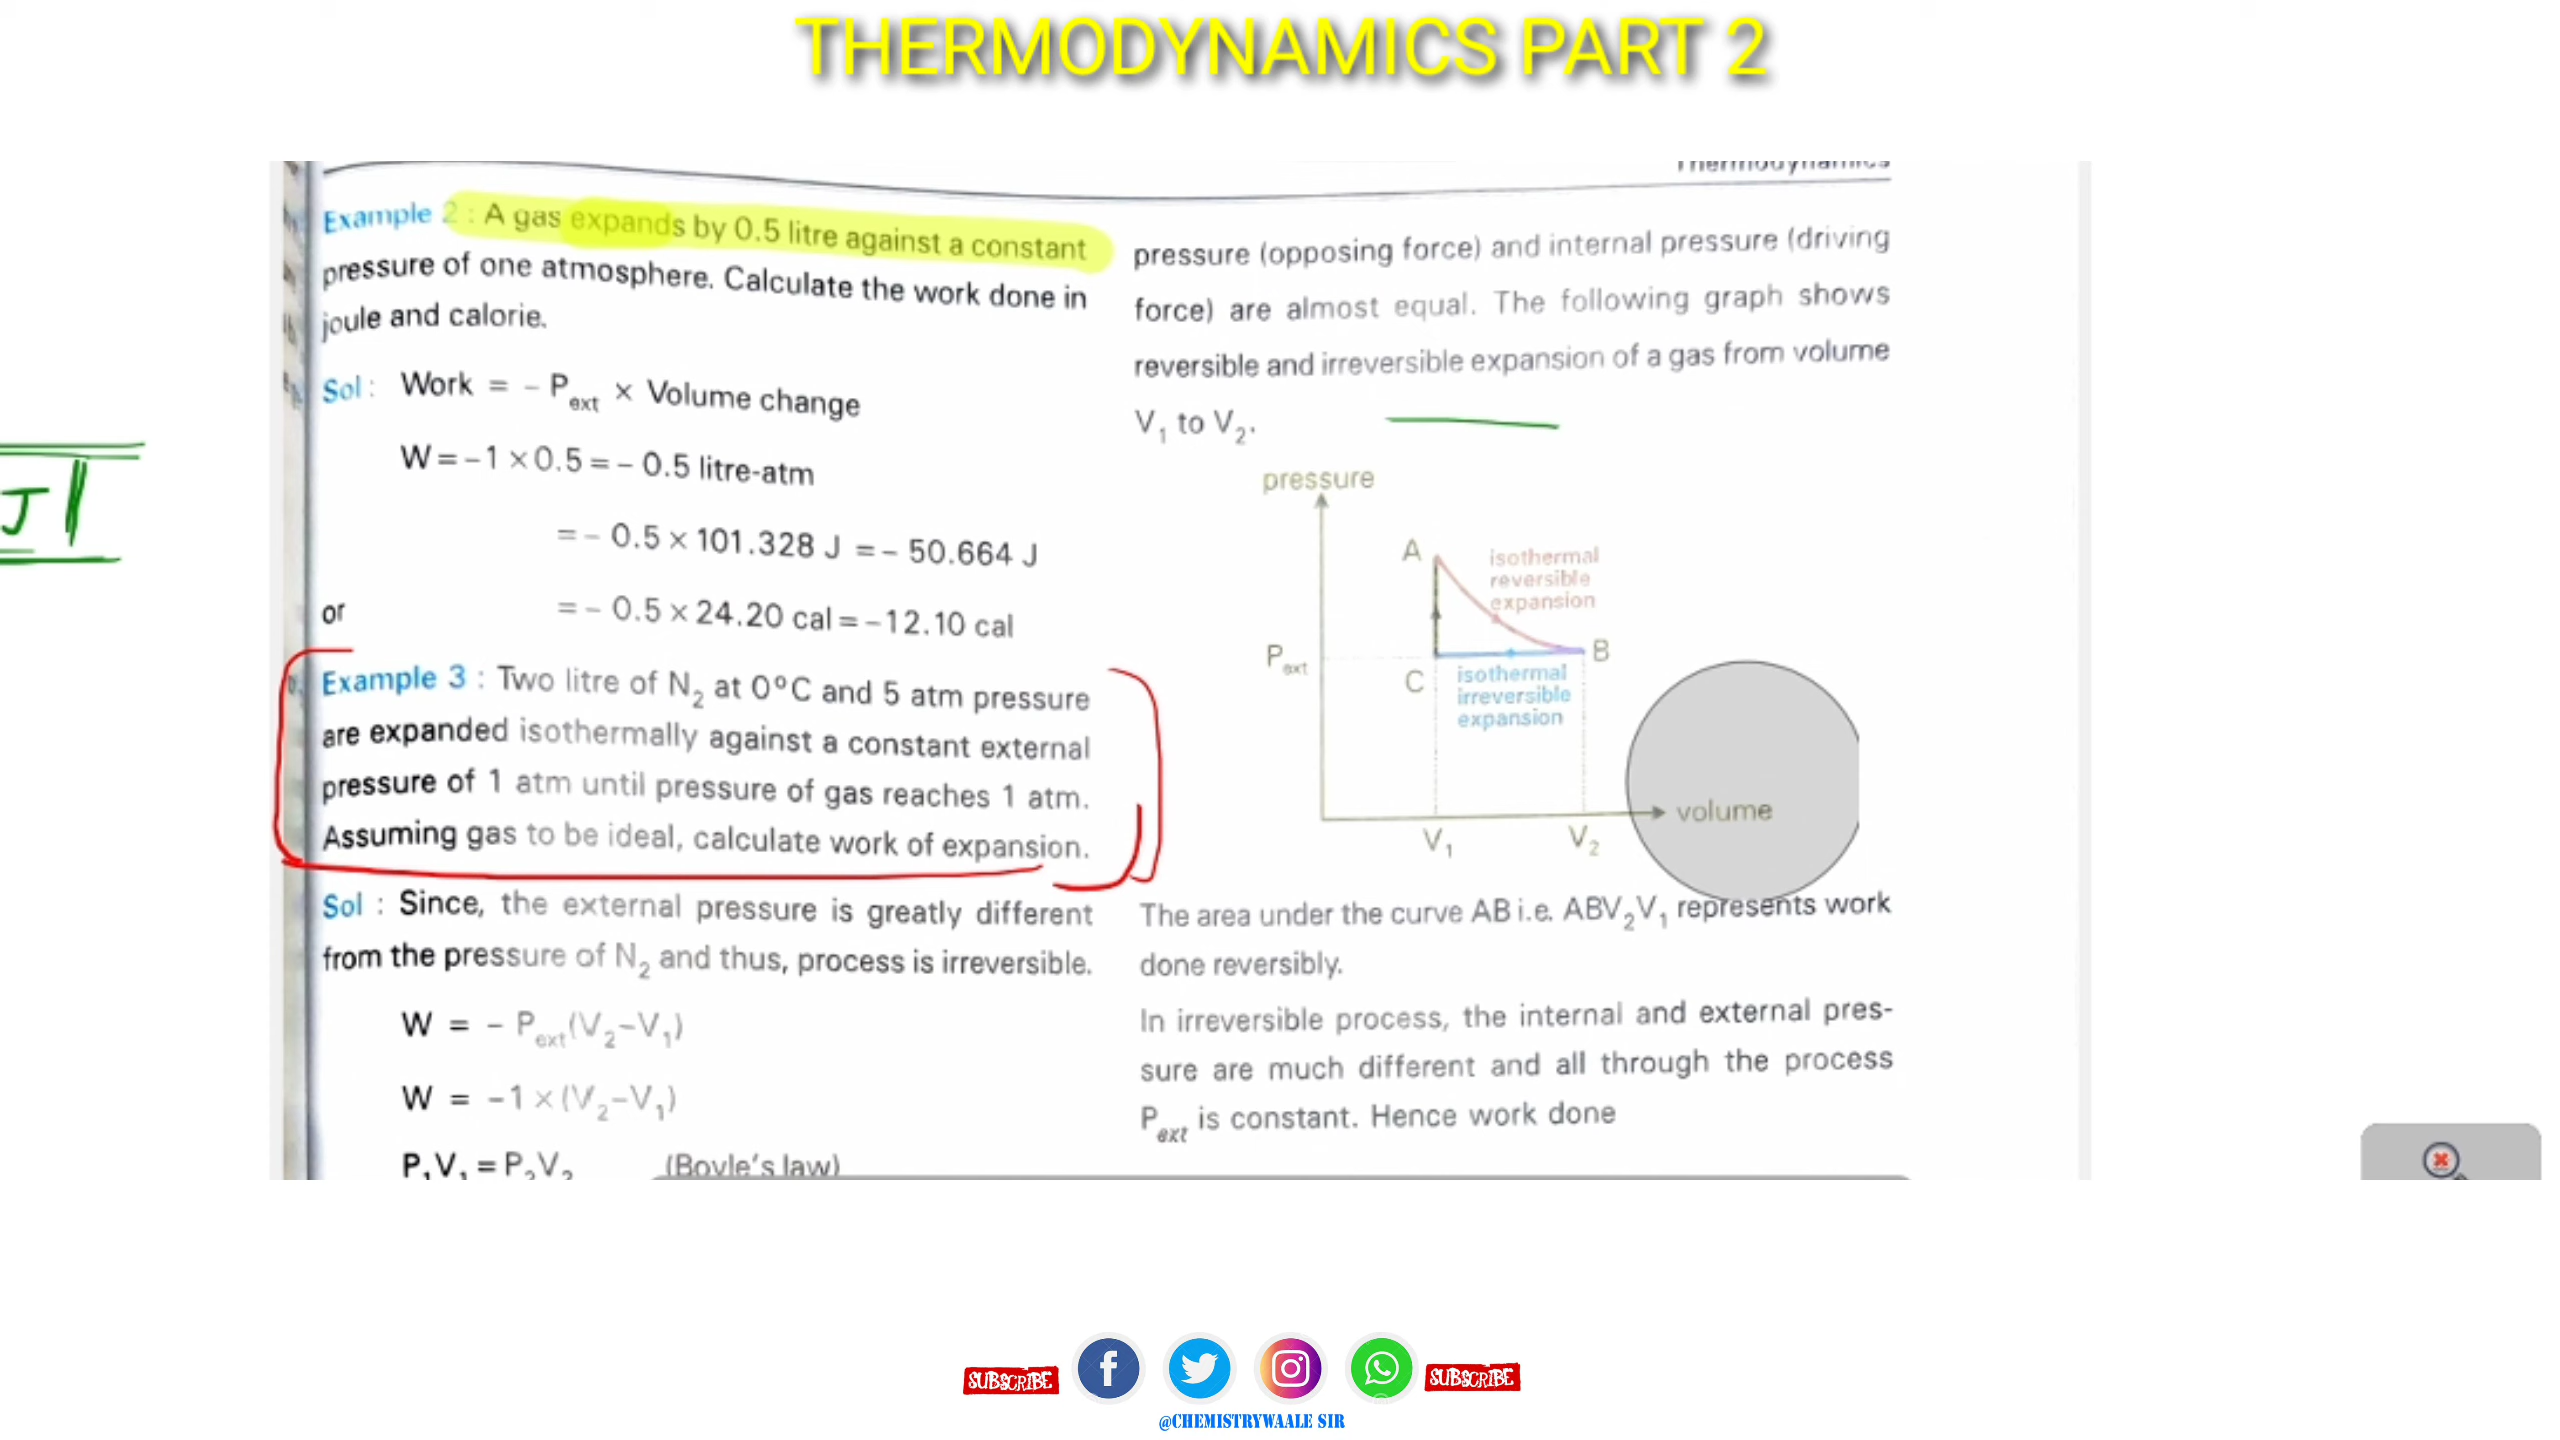 THERMODYNAMICS PART 2
Thermodynamics
Example 2 : A gas expands by 0.5 litre against a constant
pressure of one atmosphere. Calculate the work done in
joule and calorie.
Sol : Work = – Pext × Volume change
W = – 1 × 0.5 = – 0.5 litre-atm
= – 0.5 × 101.328 J = – 50.664 J
or = – 0.5 × 24.20 cal = – 12.10 cal
J
Example 3 : Two litre of N2 at 0°C and 5 atm pressure
are expanded isothermally against a constant external
pressure of 1 atm until pressure of gas reaches 1 atm.
Assuming gas to be ideal, calculate work of expansion.
Sol : Since, the external pressure is greatly different
from the pressure of N2 and thus, process is irreversible.
W = – Pext(V2–V1)
W = –1 × (V2–V1)
P1V1 = P2V2 (Boyle's law)
pressure (opposing force) and internal pressure (driving
force) are almost equal. The following graph shows
reversible and irreversible expansion of a gas from volume
V1 to V2.
pressure
A
isothermal
reversible
expansion
Pext
B
C
isothermal
irreversible
expansion
volume
V1
V2
The area under the curve AB i.e. ABV2V1 represents work
done reversibly.
In irreversible process, the internal and external pres-
sure are much different and all through the process
Pext is constant. Hence work done
SUBSCRIBE
SUBSCRIBE
@CHEMISTRYWAALE SIR